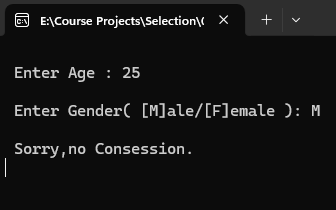 E:\Course Projects\Selection\(
Enter Age : 25
Enter Gender( [M]ale/[F]emale ): M
Sorry,no Consession.